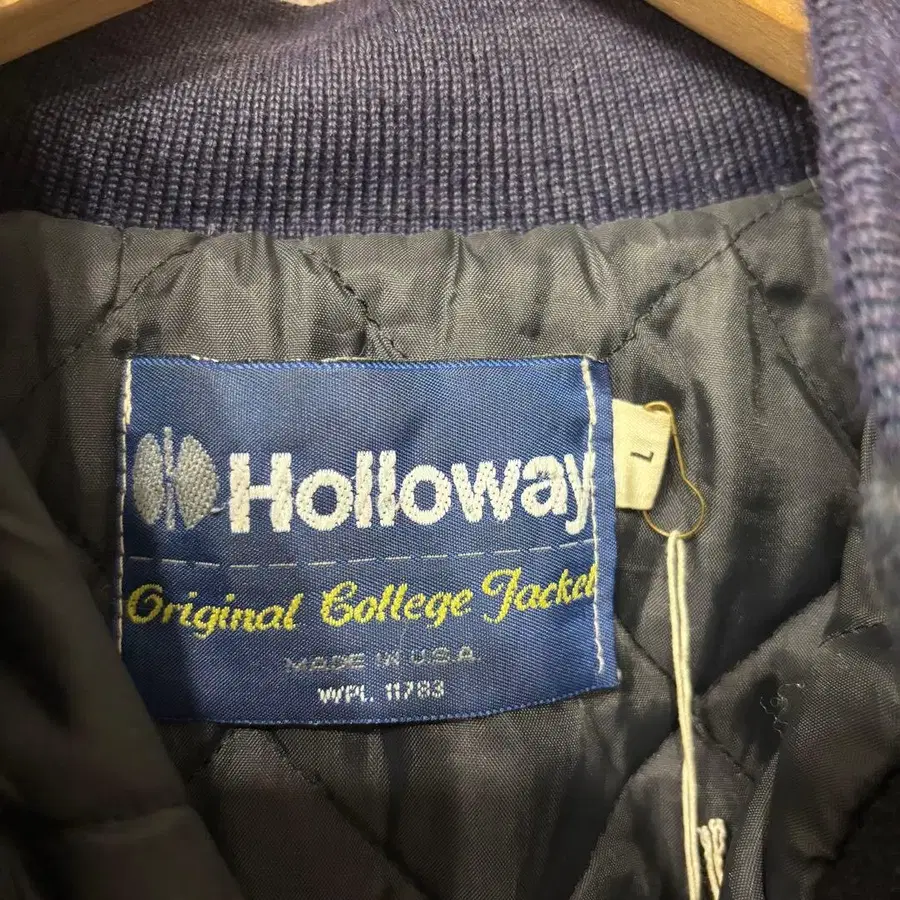 Holloway
Original College Jacket
MADE IN U.S.A.
WPL 11783
L